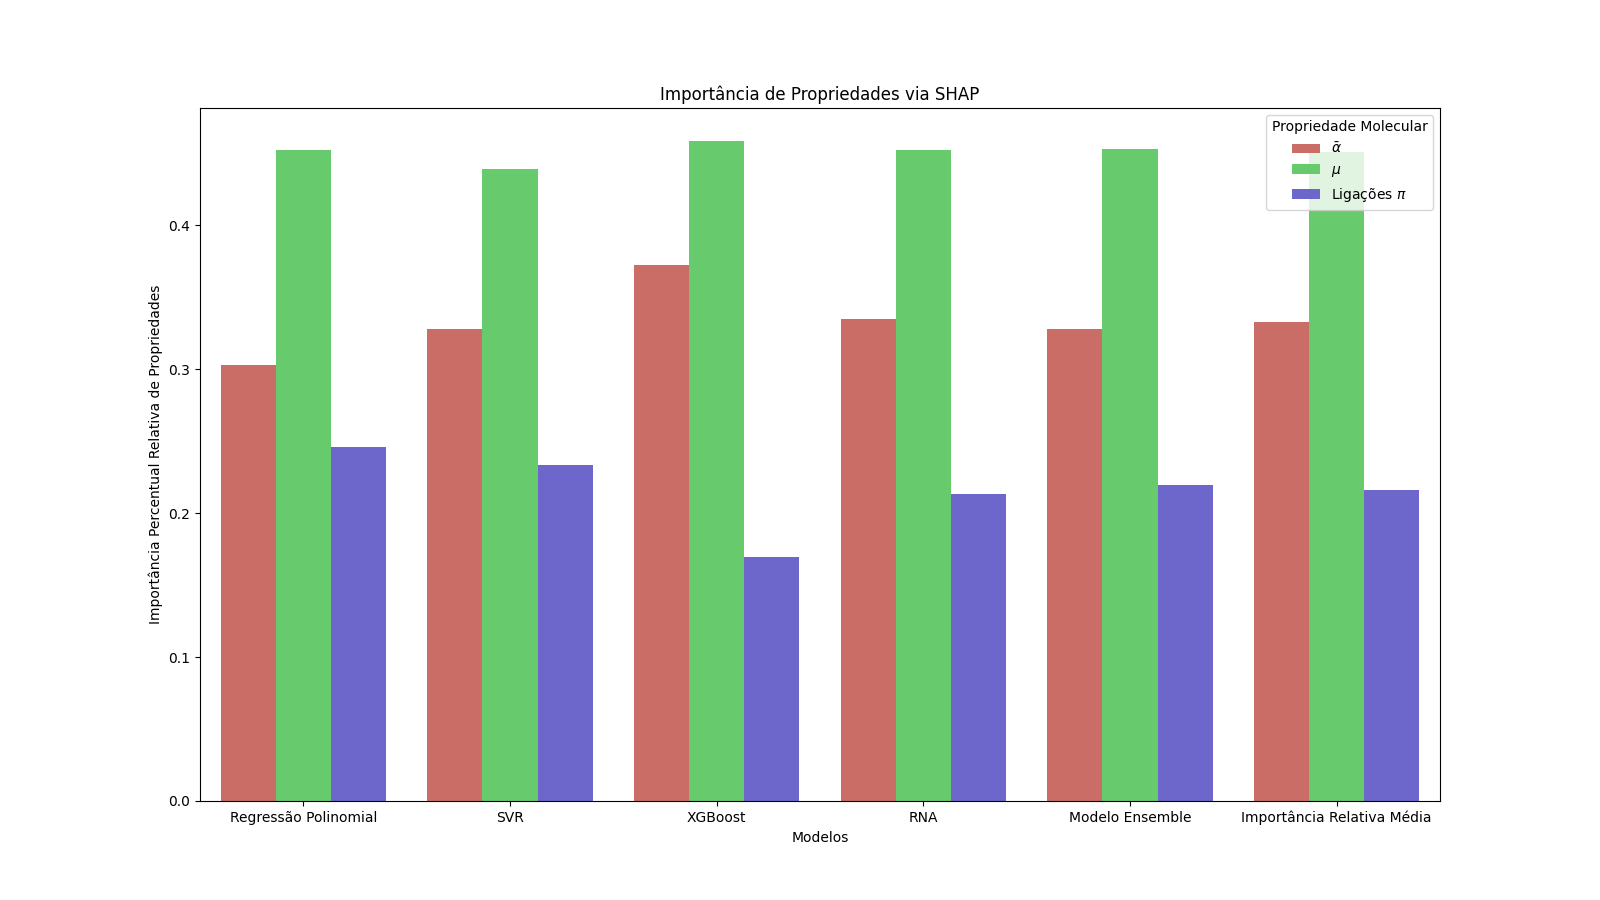 Importância de Propriedades via SHAP
Propriedade Molecular
ᾱ
μ
Ligações π
Importância Percentual Relativa de Propriedades
0.4
0.3
0.2
0.1
0.0
Regressão Polinomial SVR XGBoost RNA Modelo Ensemble Importância Relativa Média
Modelos